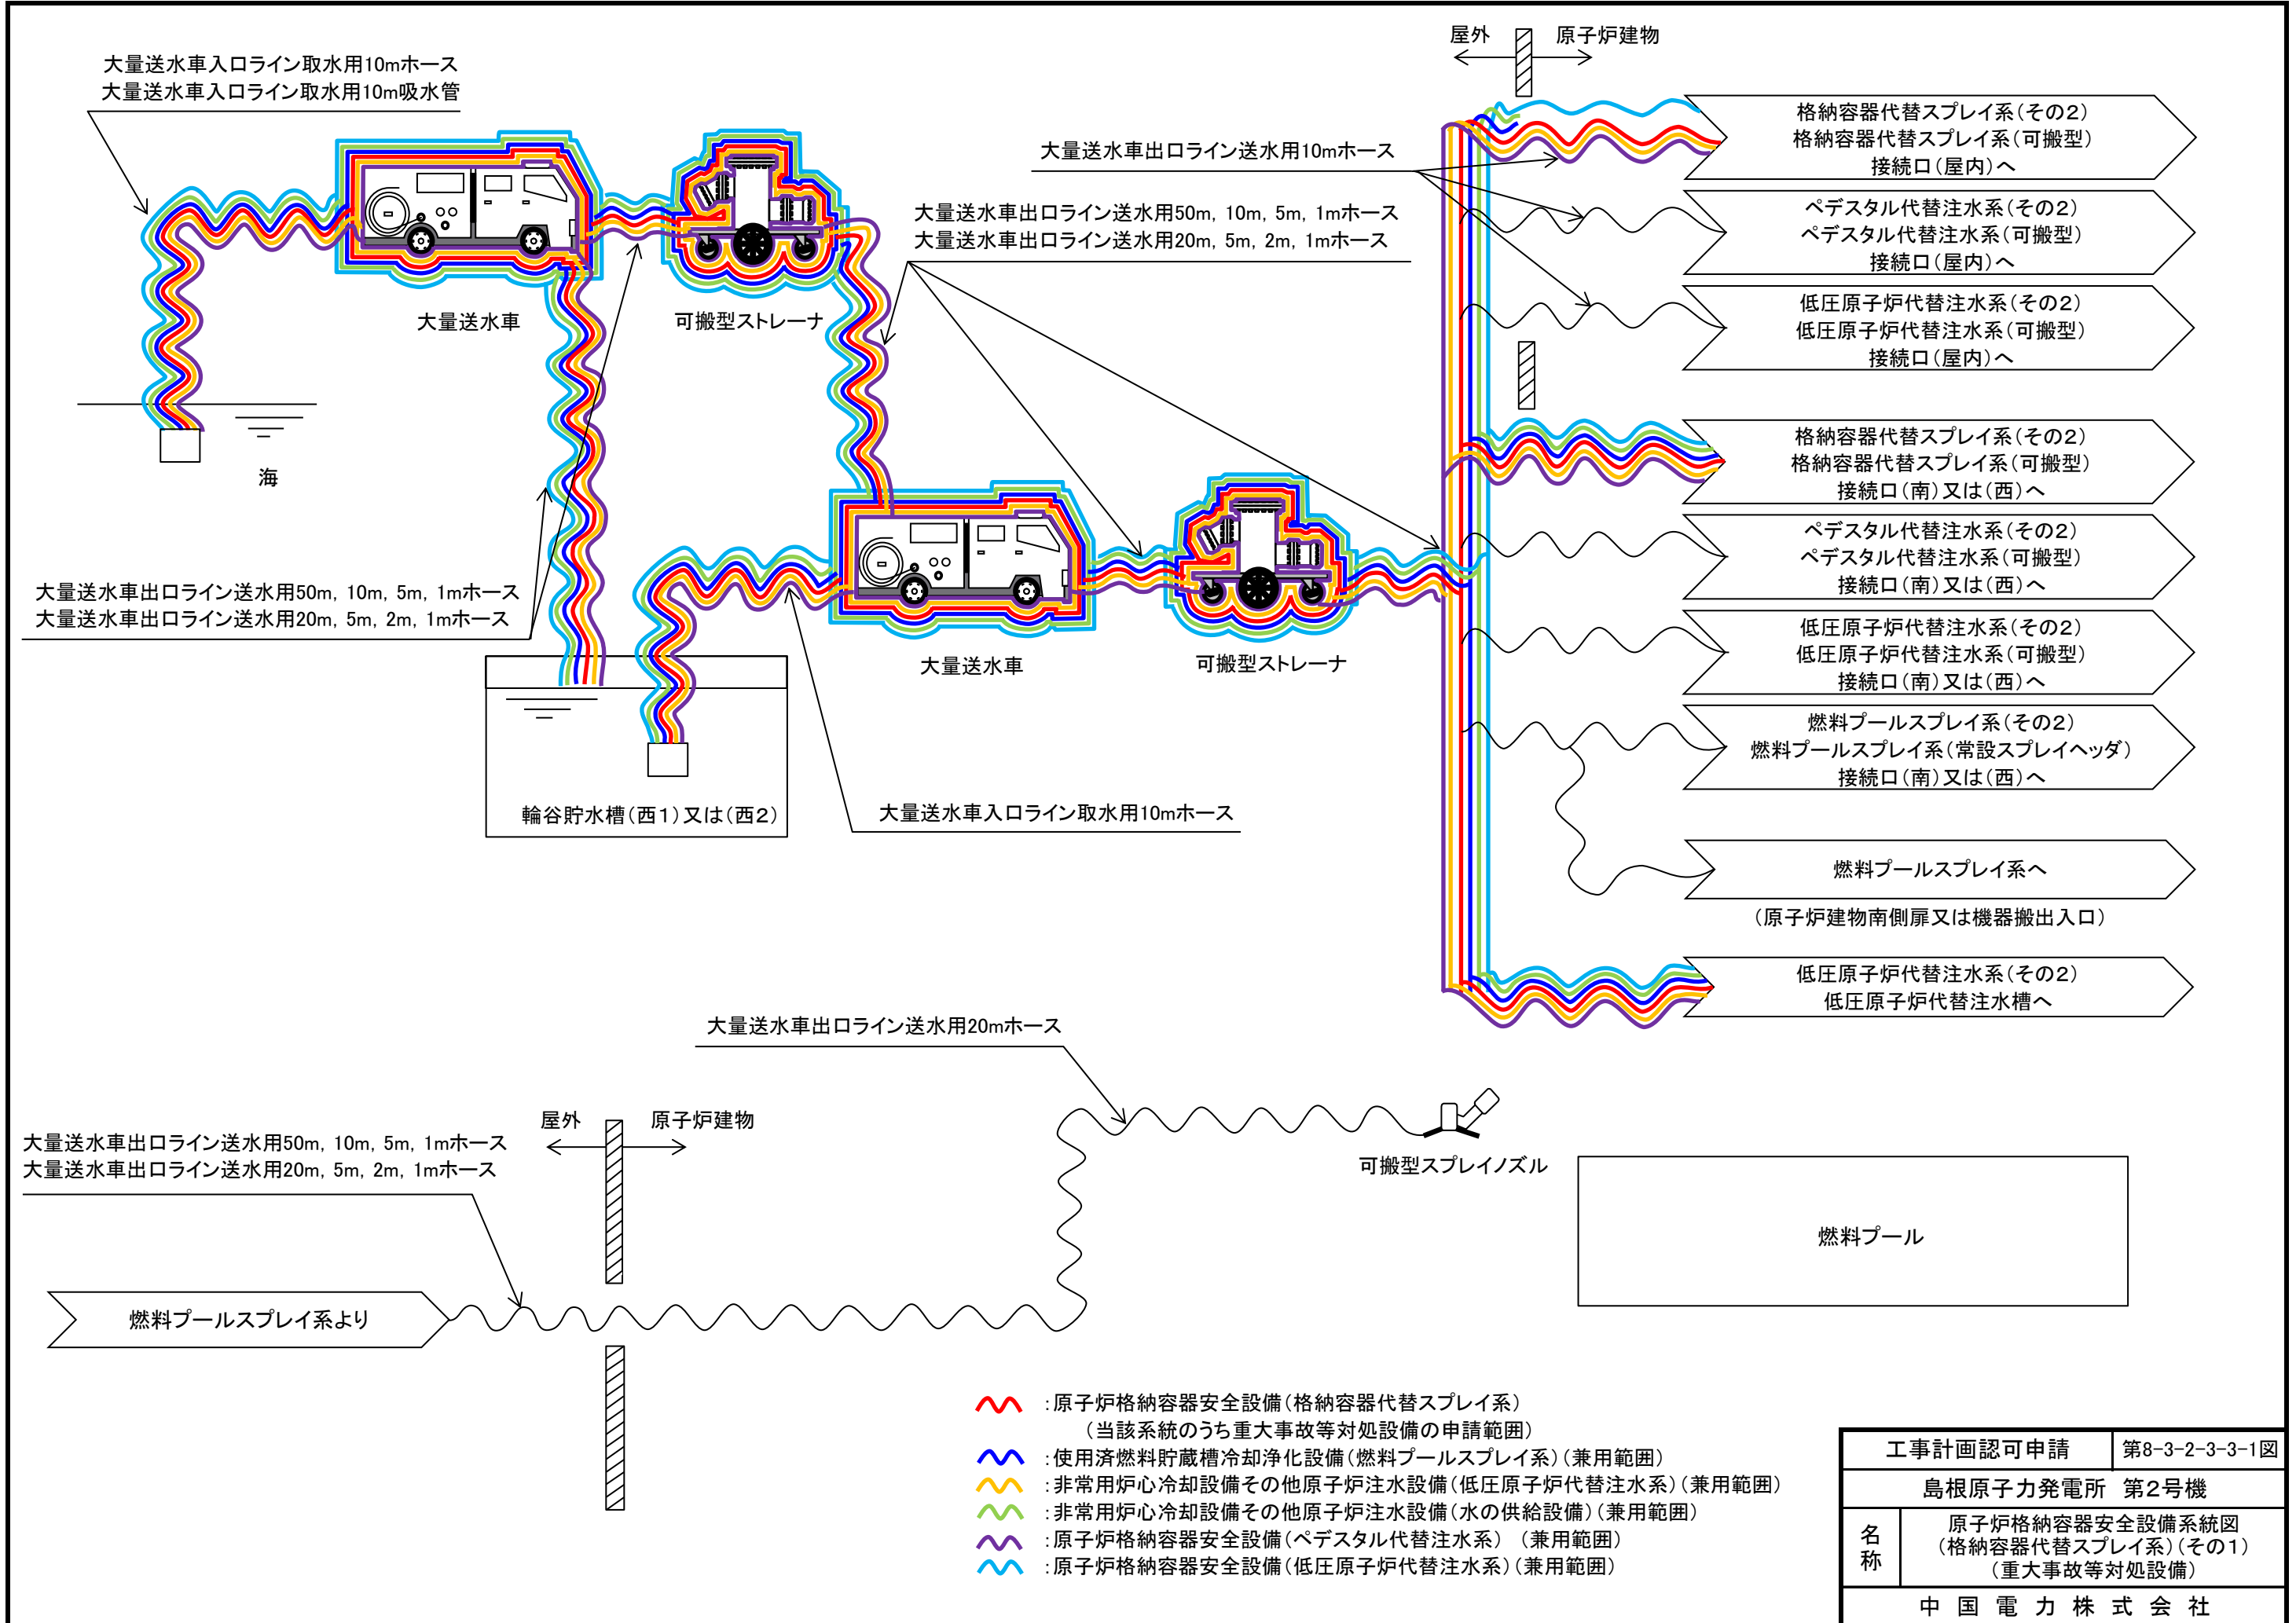 大量送水車入口ライン取水用10mホース
大量送水車入口ライン取水用10m吸水管
大量送水車
可搬型ストレーナ
海
大量送水車出口ライン送水用50m, 10m, 5m, 1mホース
大量送水車出口ライン送水用20m, 5m, 2m, 1mホース
輪谷貯水槽(西1)又は(西2)
大量送水車出口ライン送水用10mホース
大量送水車出口ライン送水用50m, 10m, 5m, 1mホース
大量送水車出口ライン送水用20m, 5m, 2m, 1mホース
大量送水車
可搬型ストレーナ
大量送水車入口ライン取水用10mホース
屋外
原子炉建物
格納容器代替スプレイ系(その2)
格納容器代替スプレイ系(可搬型)
接続口(屋内)へ
ペデスタル代替注水系(その2)
ペデスタル代替注水系(可搬型)
接続口(屋内)へ
低圧原子炉代替注水系(その2)
低圧原子炉代替注水系(可搬型)
接続口(屋内)へ
格納容器代替スプレイ系(その2)
格納容器代替スプレイ系(可搬型)
接続口(南)又は(西)へ
ペデスタル代替注水系(その2)
ペデスタル代替注水系(可搬型)
接続口(南)又は(西)へ
低圧原子炉代替注水系(その2)
低圧原子炉代替注水系(可搬型)
接続口(南)又は(西)へ
燃料プールスプレイ系(その2)
燃料プールスプレイ系(常設スプレイヘッダ)
接続口(南)又は(西)へ
燃料プールスプレイ系へ
(原子炉建物南側扉又は機器搬出入口)
低圧原子炉代替注水系(その2)
低圧原子炉代替注水槽へ
大量送水車出口ライン送水用20mホース
屋外
原子炉建物
大量送水車出口ライン送水用50m, 10m, 5m, 1mホース
大量送水車出口ライン送水用20m, 5m, 2m, 1mホース
燃料プールスプレイ系より
可搬型スプレイノズル
燃料プール
:原子炉格納容器安全設備(格納容器代替スプレイ系)
(当該系統のうち重大事故等対処設備の申請範囲)
:使用済燃料貯蔵槽冷却浄化設備(燃料プールスプレイ系)(兼用範囲)
:非常用炉心冷却設備その他原子炉注水設備(低圧原子炉代替注水系)(兼用範囲)
:非常用炉心冷却設備その他原子炉注水設備(水の供給設備)(兼用範囲)
:原子炉格納容器安全設備(ペデスタル代替注水系) (兼用範囲)
:原子炉格納容器安全設備(低圧原子炉代替注水系)(兼用範囲)
工事計画認可申請
第8-3-2-3-3-1図
島根原子力発電所 第2号機
名称
原子炉格納容器安全設備系統図
(格納容器代替スプレイ系)(その1)
(重大事故等対処設備)
中国電力株式会社